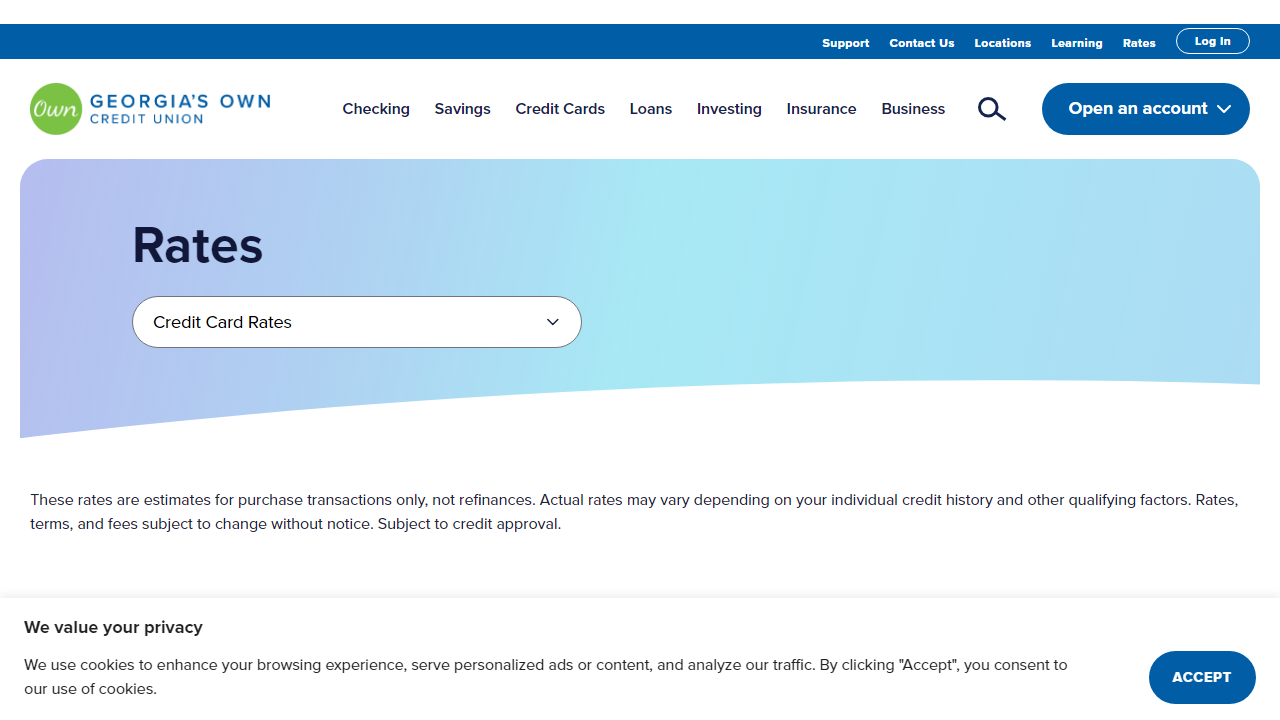 Support Contact Us Locations Learning Rates Log In
Own GEORGIA'S OWN
CREDIT UNION
Checking Savings Credit Cards Loans Investing Insurance Business Open an account
Rates
Credit Card Rates
These rates are estimates for purchase transactions only, not refinances. Actual rates may vary depending on your individual credit history and other qualifying factors. Rates,
terms, and fees subject to change without notice. Subject to credit approval.
We value your privacy
We use cookies to enhance your browsing experience, serve personalized ads or content, and analyze our traffic. By clicking "Accept", you consent to
our use of cookies.
ACCEPT